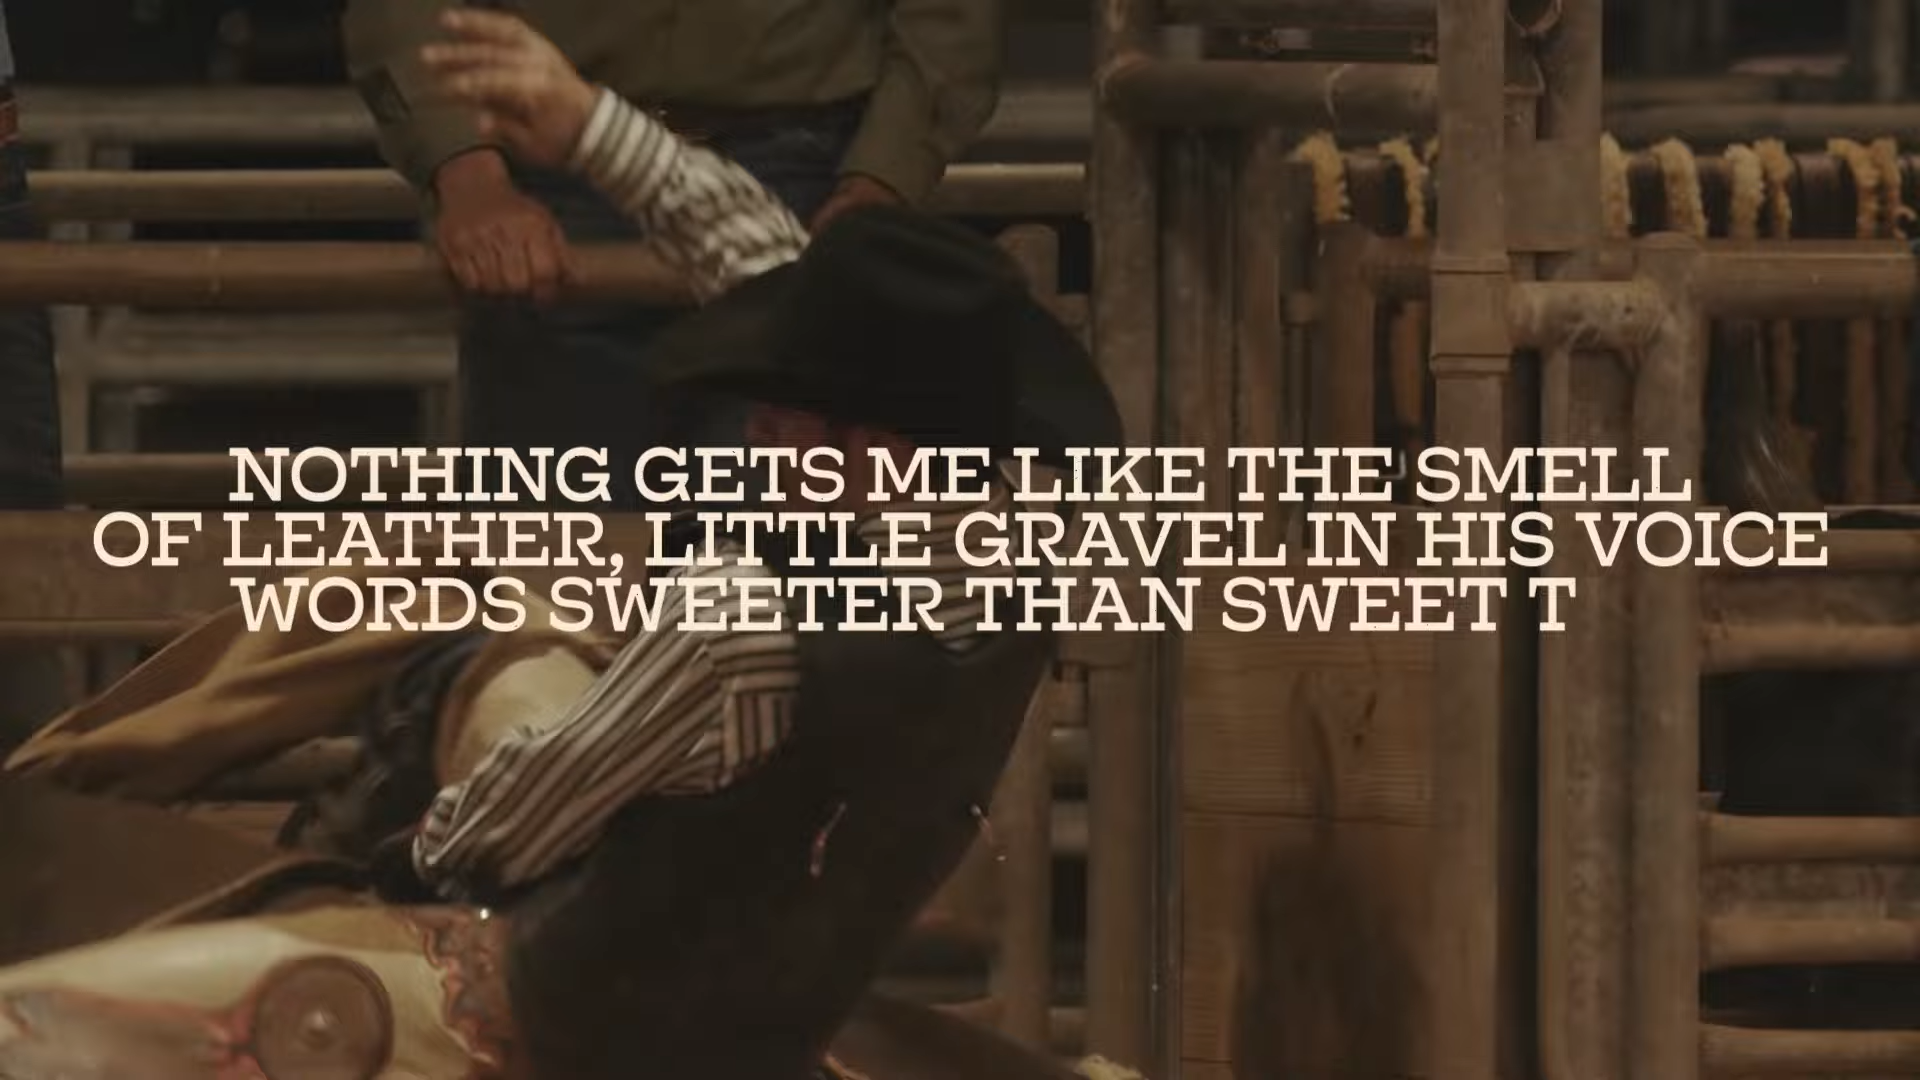 NOTHING GETS ME LIKE THE SMELL
OF LEATHER, LITTLE GRAVEL IN HIS VOICE
WORDS SWEETER THAN SWEET T